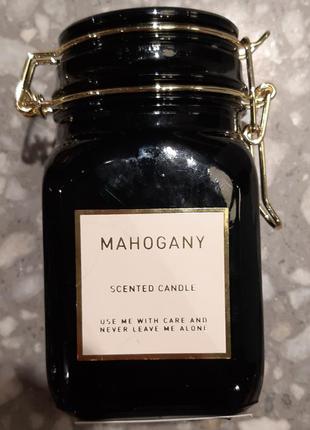 MAHOGANY
SCENTED CANDLE
USE ME WITH CARE AND
NEVER LEAVE ME ALONE